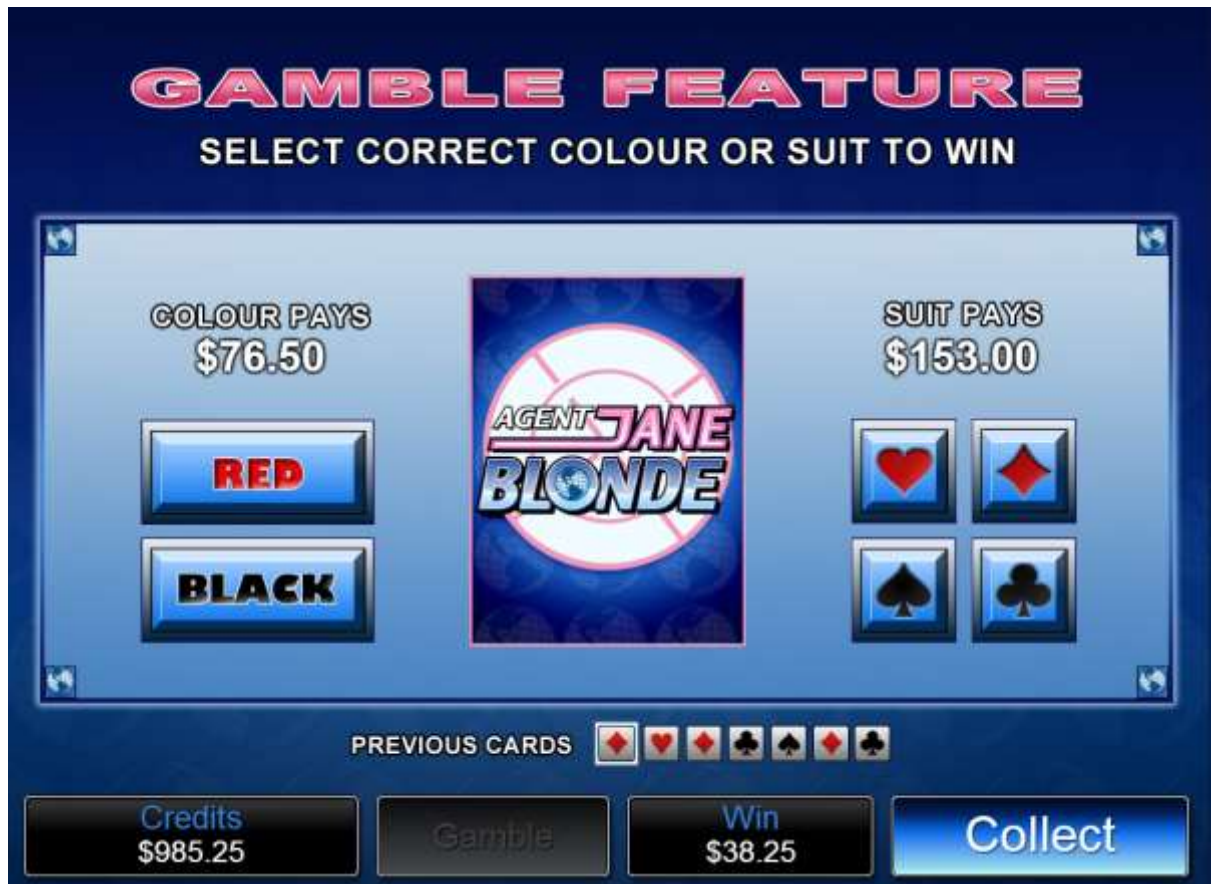 GAMBLE FEATURE
SELECT CORRECT COLOUR OR SUIT TO WIN
COLOUR PAYS
$76.50
RED
BLACK
AGENT JANE
BLONDE
SUIT PAYS
$153.00
PREVIOUS CARDS
Credits
$985.25
Gamble
Win
$38.25
Collect